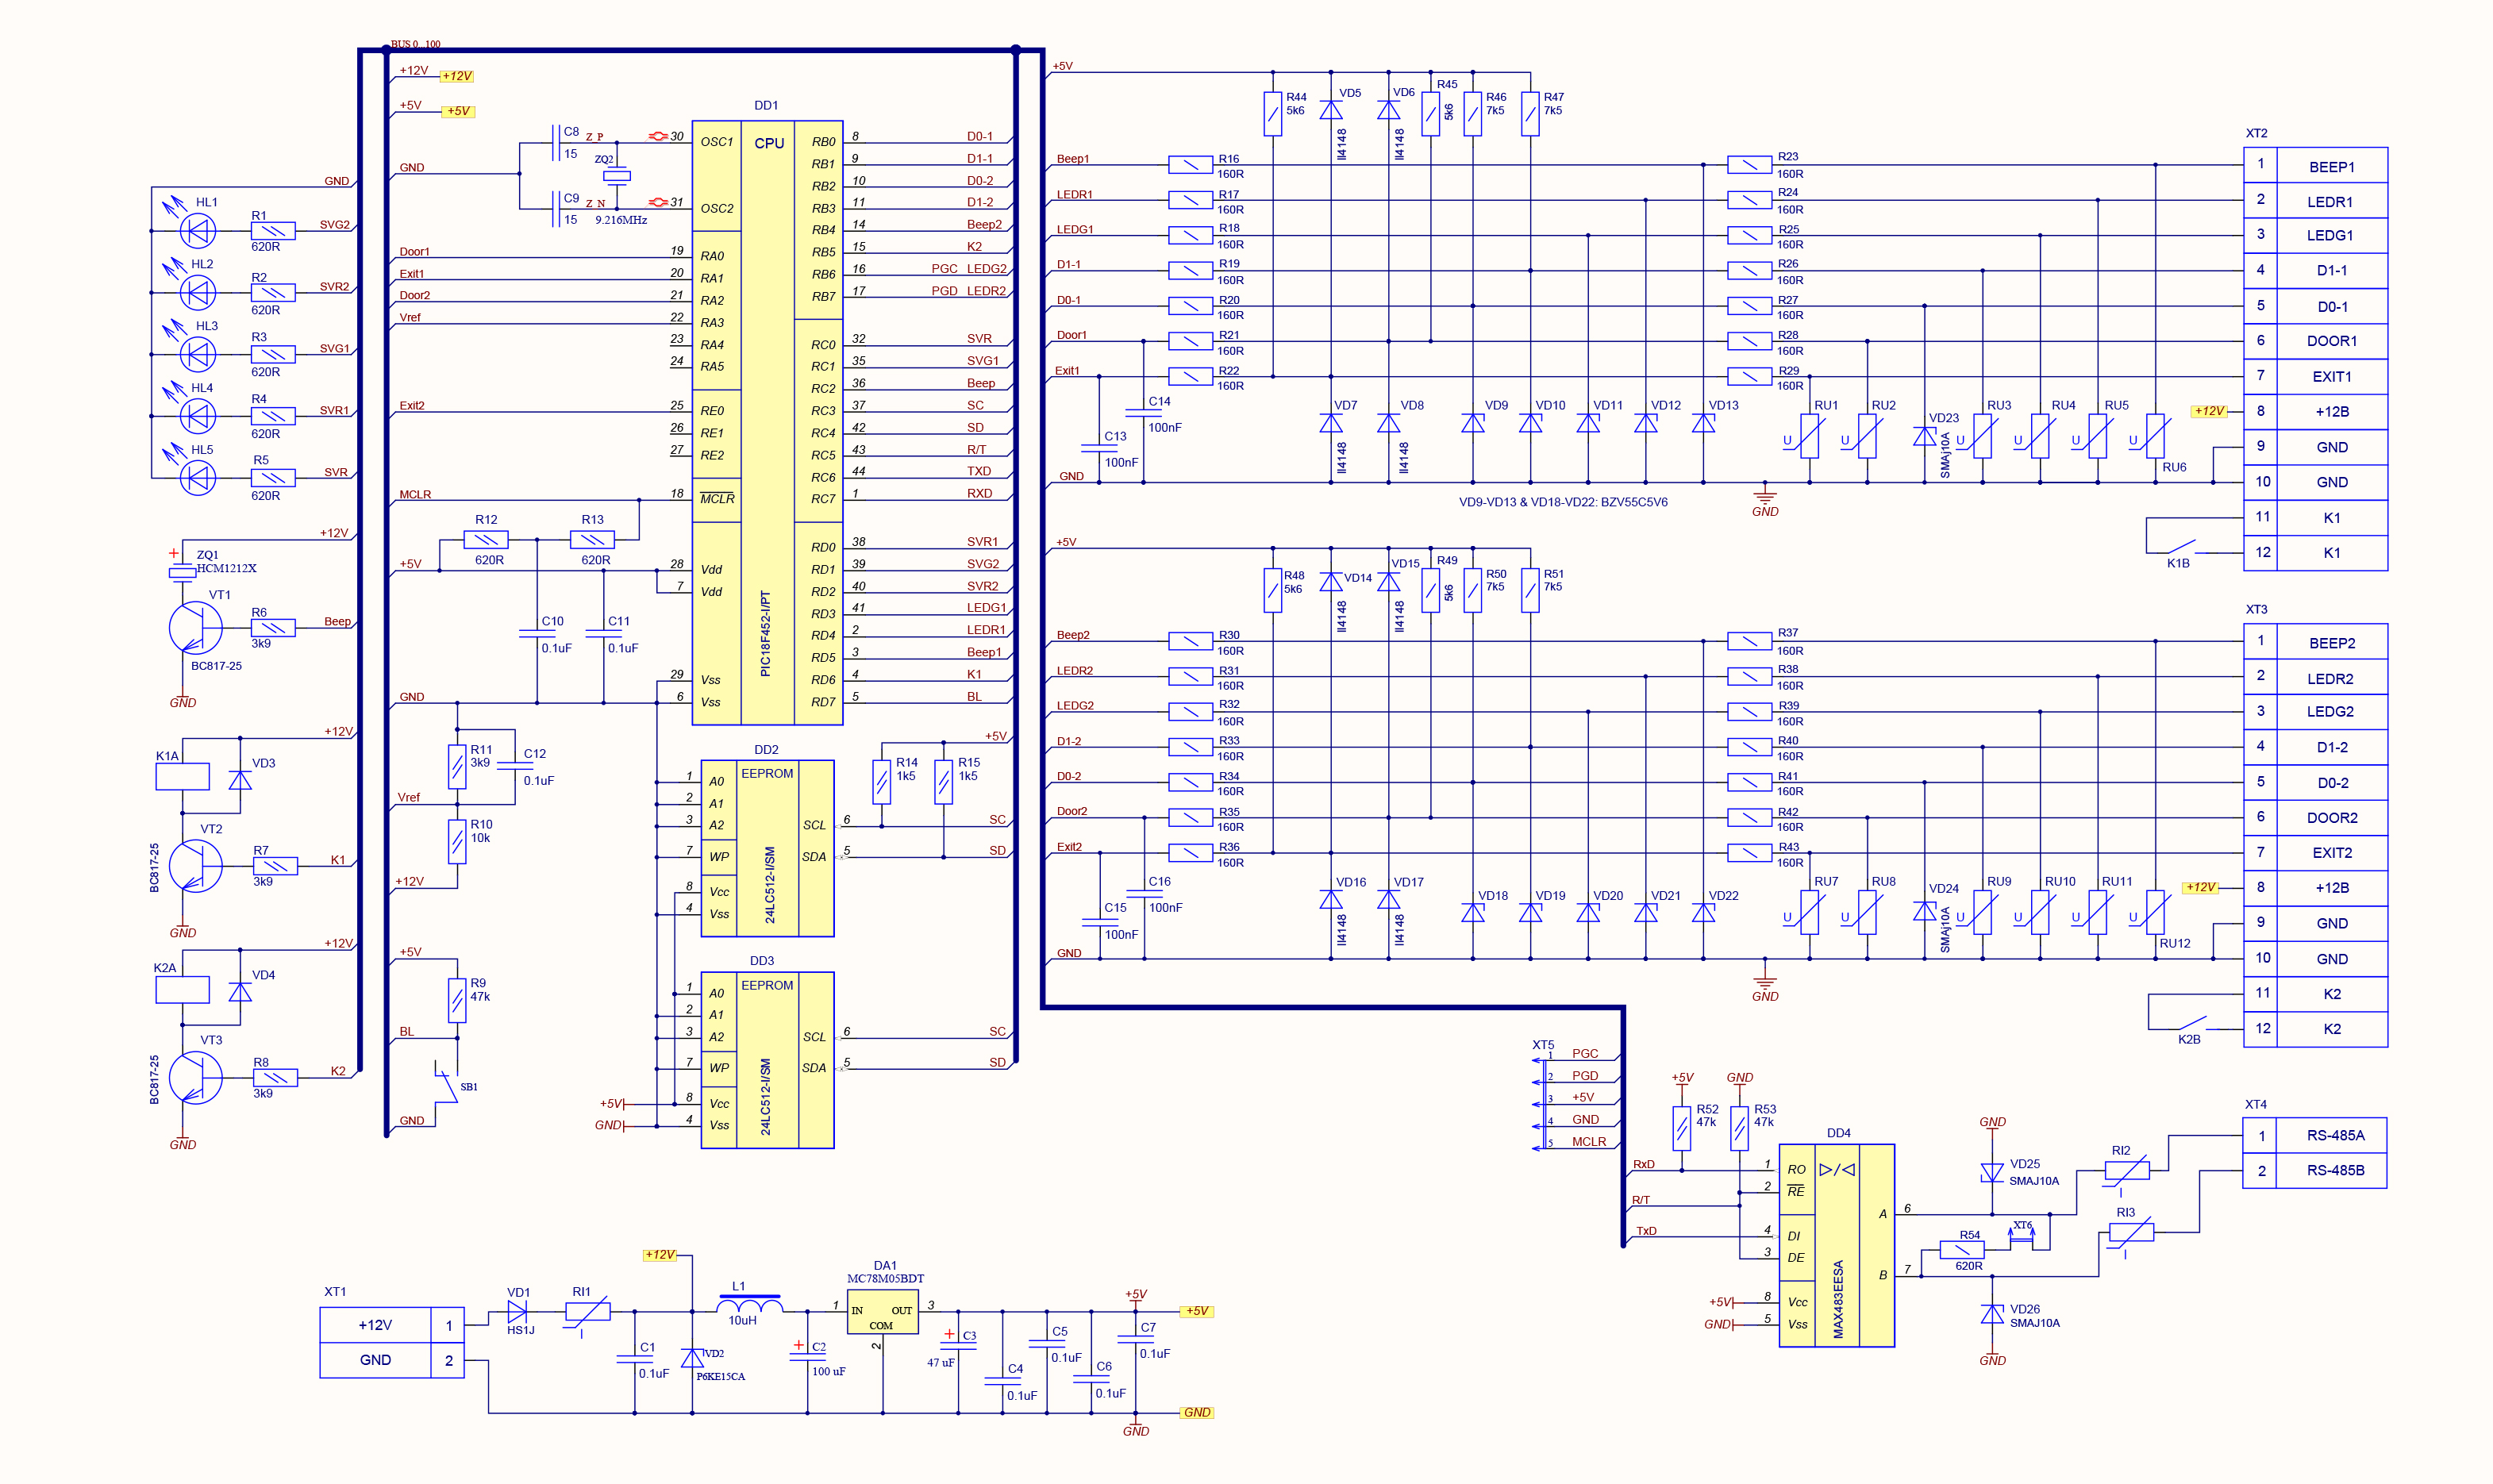 BUS 0...100
+12V
+12V
+5V
+5V
GND
GND
HL1
R1
620R
SVG2
HL2
R2
620R
SVR2
HL3
R3
620R
SVG1
HL4
R4
620R
SVR1
HL5
R5
620R
SVR
+12V
+
ZQ1
HCM1212X
VT1
R6
3k9
Beep
BC817-25
GND
+12V
K1A
VD3
VT2
BC817-25
R7
3k9
K1
GND
+12V
K2A
VD4
VT3
BC817-25
R8
3k9
K2
GND
C8
15
Z_P
ZQ2
C9
15
Z_N
9.216MHz
Door1
Exit1
Door2
Vref
Exit2
MCLR
R12
620R
R13
620R
+5V
C10
0.1uF
C11
0.1uF
GND
R11
3k9
C12
0.1uF
Vref
R10
10k
+12V
+5V
R9
47k
BL
SB1
GND
DD1
CPU
PIC18F452-I/PT
30 OSC1
31 OSC2
19 RA0
20 RA1
21 RA2
22 RA3
23 RA4
24 RA5
25 RE0
26 RE1
27 RE2
18 MCLR
28 Vdd
7 Vdd
29 Vss
6 Vss
RB0 8 D0-1
RB1 9 D1-1
RB2 10 D0-2
RB3 11 D1-2
RB4 14 Beep2
RB5 15 K2
RB6 16 PGC LEDG2
RB7 17 PGD LEDR2
RC0 32 SVR
RC1 35 SVG1
RC2 36 Beep
RC3 37 SC
RC4 42 SD
RC5 43 R/T
RC6 44 TXD
RC7 1 RXD
RD0 38 SVR1
RD1 39 SVG2
RD2 40 SVR2
RD3 41 LEDG1
RD4 2 LEDR1
RD5 3 Beep1
RD6 4 K1
RD7 5 BL
DD2
EEPROM
24LC512-I/SM
1 A0
2 A1
3 A2
7 WP
8 Vcc
4 Vss
SCL 6 SC
SDA 5 SD
+5V
R14
1k5
R15
1k5
DD3
EEPROM
24LC512-I/SM
1 A0
2 A1
3 A2
7 WP
+5V 8 Vcc
GND 4 Vss
SCL 6 SC
SDA 5 SD
+5V
R44
5k6
VD5
ll4148
VD6
ll4148
R45
5k6
R46
7k5
R47
7k5
Beep1
R16
160R
R23
160R
LEDR1
R17
160R
R24
160R
LEDG1
R18
160R
R25
160R
D1-1
R19
160R
R26
160R
D0-1
R20
160R
R27
160R
Door1
R21
160R
R28
160R
Exit1
R22
160R
R29
160R
C14
100nF
C13
100nF
VD7
ll4148
VD8
ll4148
VD9
VD10
VD11
VD12
VD13
RU1
U
RU2
U
VD23
SMAj10A
RU3
U
RU4
U
RU5
U
RU6
U
GND
VD9-VD13 & VD18-VD22: BZV55C5V6
GND
XT2
1 BEEP1
2 LEDR1
3 LEDG1
4 D1-1
5 D0-1
6 DOOR1
7 EXIT1
+12V 8 +12B
9 GND
10 GND
11 K1
12 K1
K1B
+5V
R48
5k6
VD14
ll4148
VD15
ll4148
R49
5k6
R50
7k5
R51
7k5
Beep2
R30
160R
R37
160R
LEDR2
R31
160R
R38
160R
LEDG2
R32
160R
R39
160R
D1-2
R33
160R
R40
160R
D0-2
R34
160R
R41
160R
Door2
R35
160R
R42
160R
Exit2
R36
160R
R43
160R
C16
100nF
C15
100nF
VD16
ll4148
VD17
ll4148
VD18
VD19
VD20
VD21
VD22
RU7
U
RU8
U
VD24
SMAj10A
RU9
U
RU10
U
RU11
U
RU12
U
GND
GND
XT3
1 BEEP2
2 LEDR2
3 LEDG2
4 D1-2
5 D0-2
6 DOOR2
7 EXIT2
+12V 8 +12B
9 GND
10 GND
11 K2
12 K2
K2B
XT5
1 PGC
2 PGD
3 +5V
4 GND
5 MCLR
+5V
R52
47k
GND
R53
47k
RxD
R/T
TxD
DD4
MAX483EESA
1 RO
2 RE
4 DI
3 DE
+5V 8 Vcc
GND 5 Vss
A 6
B 7
GND
VD25
SMAJ10A
R54
620R
XT6
VD26
SMAJ10A
GND
RI2
I
RI3
I
XT4
1 RS-485A
2 RS-485B
XT1
+12V 1
GND 2
VD1
HS1J
RI1
I
+12V
C1
0.1uF
VD2
P6KE15CA
L1
10uH
+
C2
100 uF
DA1
MC78M05BDT
1 IN
OUT 3
COM
2
+
C3
47 uF
C4
0.1uF
C5
0.1uF
C6
0.1uF
C7
0.1uF
+5V
+5V
GND
GND